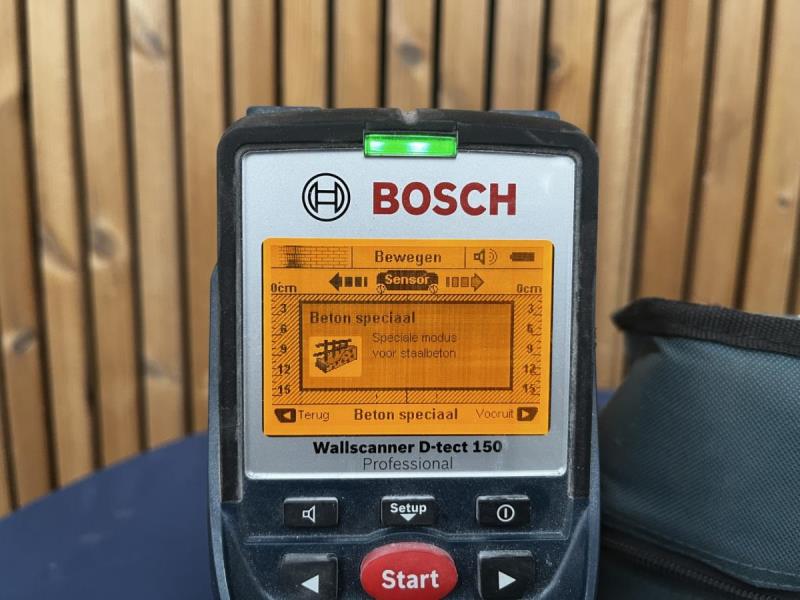 BOSCH
Bewegen
Sensor
0cm 0cm
3 3
6 6
9 9
12 12
15 15
Beton speciaal
Speciale modus
voor staalbeton
Terug Beton speciaal Vooruit
Wallscanner D-tect 150
Professional
Setup
Start